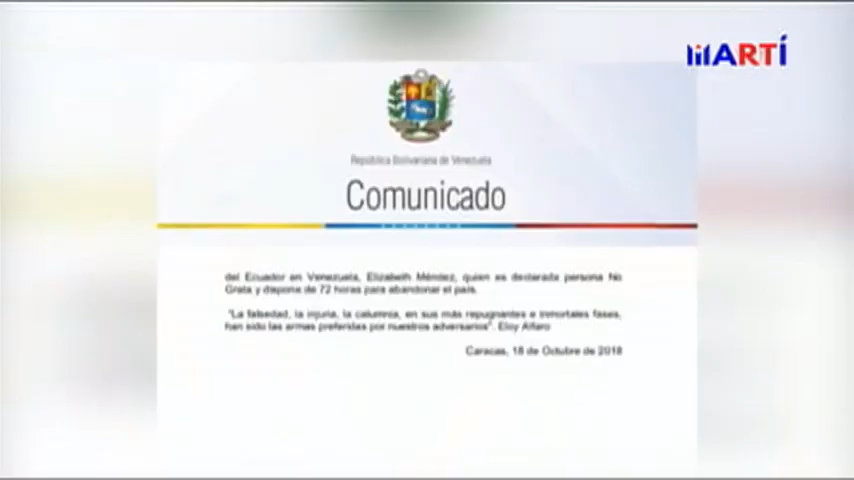 MARTÍ
República Bolivariana de Venezuela
Comunicado
del Ecuador en Venezuela, Elizabeth Méndez, quien es declarada persona No
Grata y dispone de 72 horas para abandonar el país.
"La falsedad, la injuria, la calumnia, en sus más repugnantes e inmortales fases,
han sido las armas preferidas por nuestros adversarios". Eloy Alfaro
Caracas, 18 de Octubre de 2018